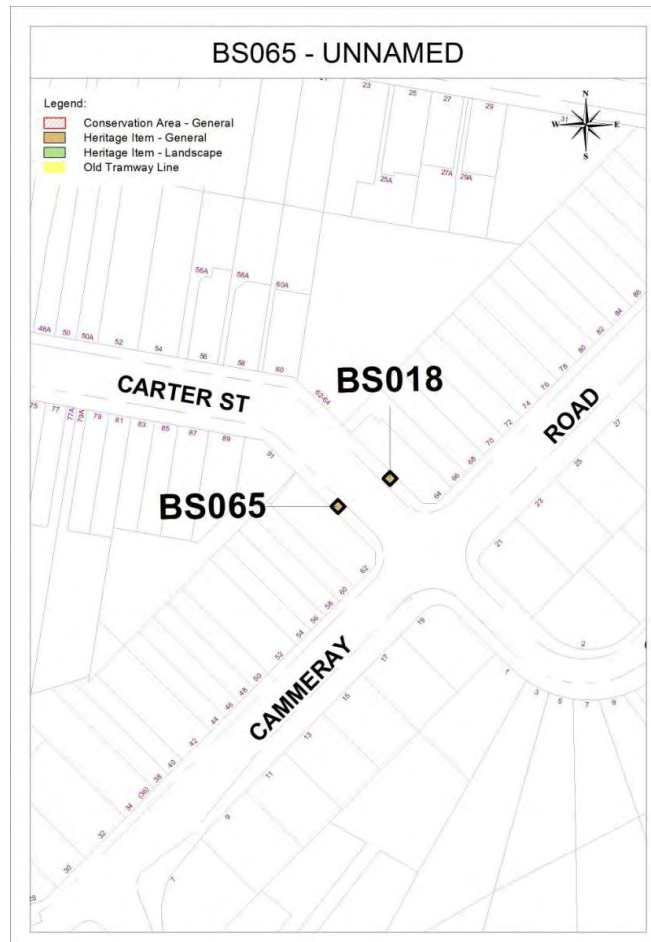 BS065 - UNNAMED
Legend:
Conservation Area - General
Heritage Item - General
Heritage Item - Landscape
Old Tramway Line
N
W E
S
31
23 25 27 29
25A 27A 29A
56A 58A 60A
48A 50 50A 52 54 56 58 60
62-64
CARTER ST
BS018
75 77 77A 79A 79 81 83 85 87 89
91
BS065
ROAD
64 66 68 70 72 74 76 78 80 82 84 86
21 23 25 27
28 30 32 34 (36) 38 40 42 44 46 48 50 52 54 56 58 60 62
CAMMERAY
7 9 11 13 15 17 19
2
1 3 5 7 9